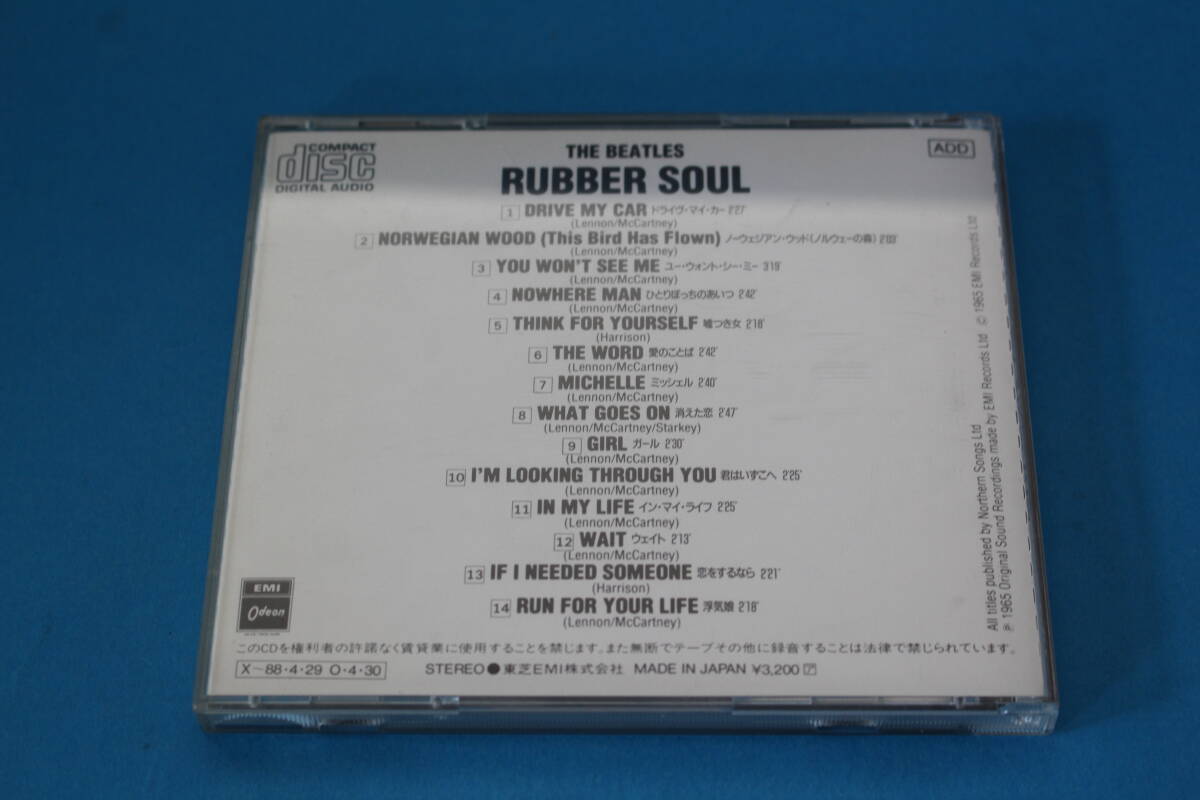 COMPACT
disc
DIGITAL AUDIO
THE BEATLES
RUBBER SOUL
ADD
1 DRIVE MY CAR ドライヴ・マイ・カー 2'27"
(Lennon/McCartney)
2 NORWEGIAN WOOD (This Bird Has Flown) ノーウェジアン・ウッド(ノルウェーの森) 2'03"
(Lennon/McCartney)
3 YOU WON'T SEE ME ユー・ウォント・シー・ミー 3'19"
(Lennon/McCartney)
4 NOWHERE MAN ひとりぼっちのあいつ 2'42"
(Lennon/McCartney)
5 THINK FOR YOURSELF 嘘つき女 2'18"
(Harrison)
6 THE WORD 愛のことば 2'42"
(Lennon/McCartney)
7 MICHELLE ミッシェル 2'40"
(Lennon/McCartney)
8 WHAT GOES ON 消えた恋 2'47"
(Lennon/McCartney/Starkey)
9 GIRL ガール 2'30"
(Lennon/McCartney)
10 I'M LOOKING THROUGH YOU 君はいずこへ 2'25"
(Lennon/McCartney)
11 IN MY LIFE イン・マイ・ライフ 2'25"
(Lennon/McCartney)
12 WAIT ウェイト 2'13"
(Lennon/McCartney)
13 IF I NEEDED SOMEONE 恋をするなら 2'21"
(Harrison)
14 RUN FOR YOUR LIFE 浮気娘 2'18"
(Lennon/McCartney)
All titles published by Northern Songs Ltd
℗ 1965 Original Sound Recordings made by EMI Records Ltd © 1965 EMI Records Ltd
EMI
Odeon
このCDを権利者の許諾なく賃貸業に使用することを禁じます。また無断でテープその他に録音することは法律で禁じられています。
X~88・4・29 O・4・30
STEREO●東芝EMI株式会社 MADE IN JAPAN ¥3,200